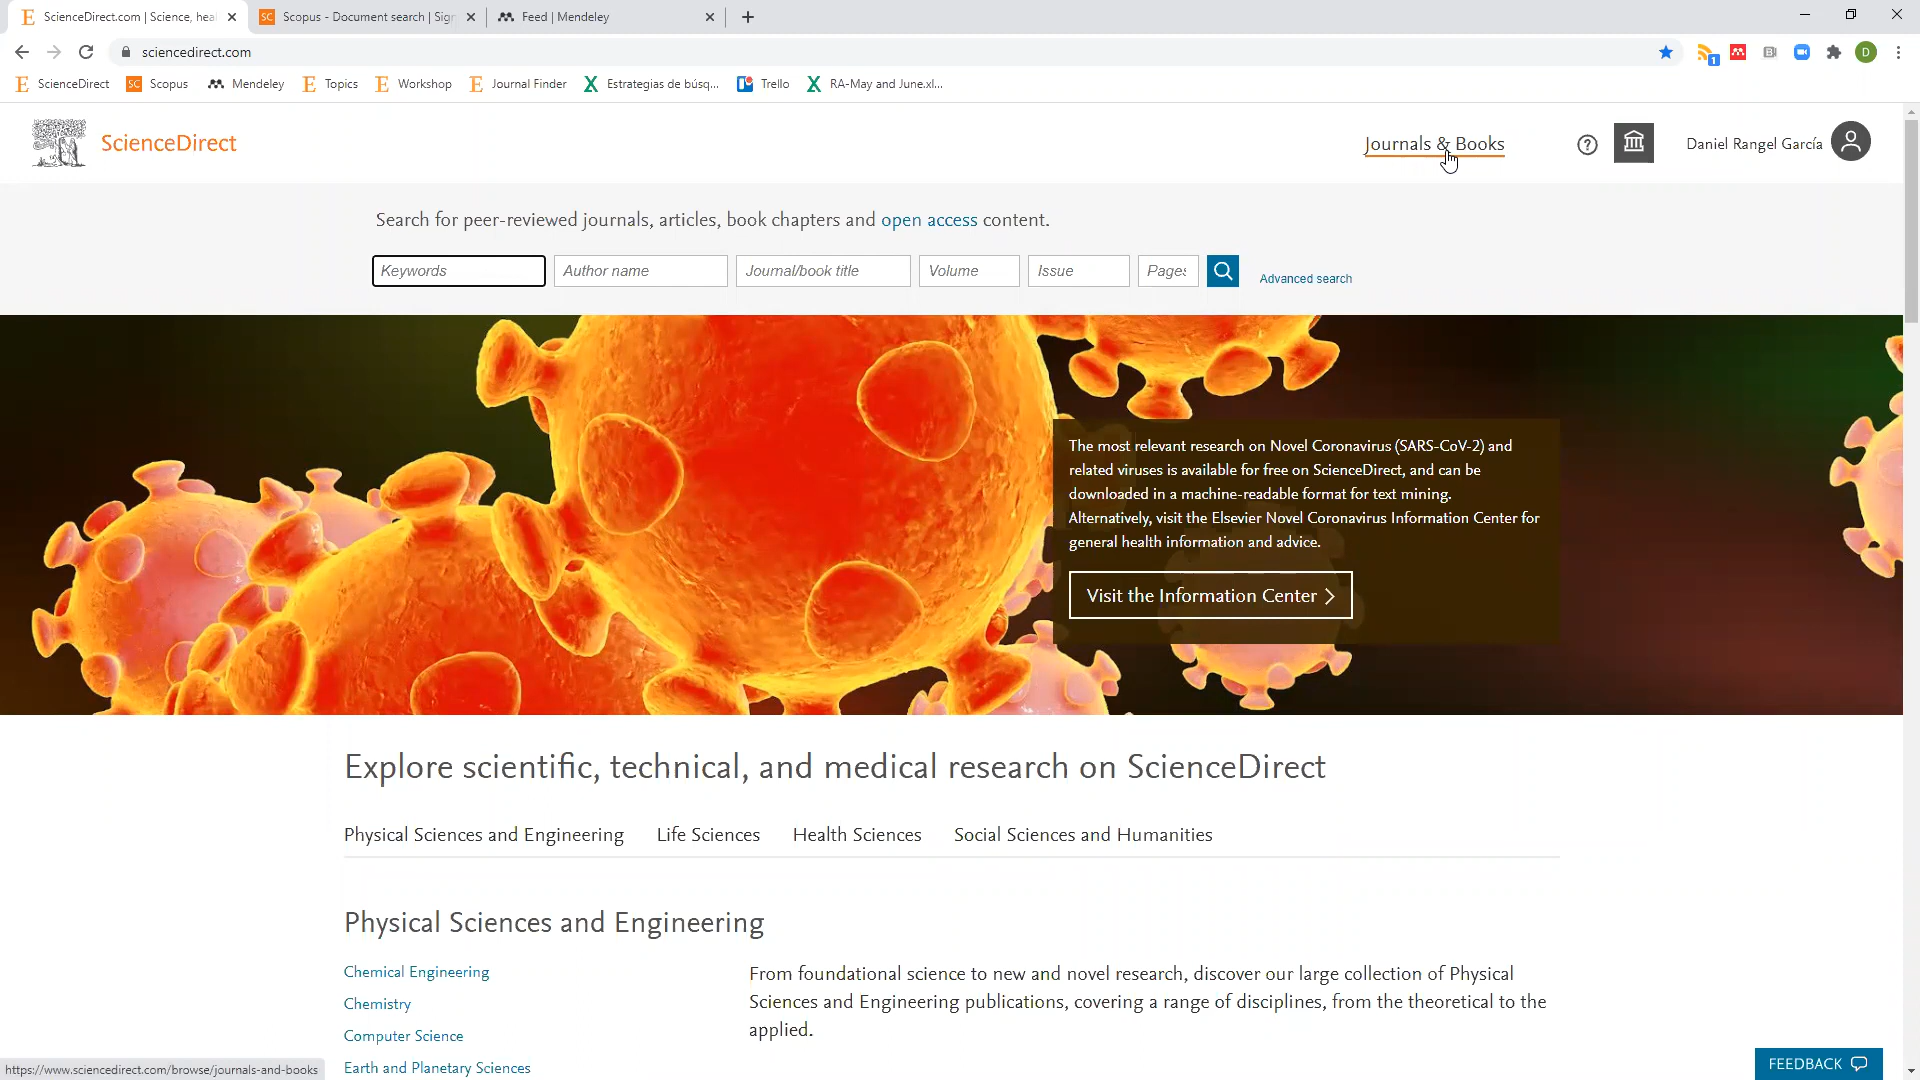 ScienceDirect.com | Science, heal
Scopus - Document search | Sign
Feed | Mendeley
sciencedirect.com
ScienceDirect
Scopus
Mendeley
Topics
Workshop
Journal Finder
Estrategias de búsq...
Trello
RA-May and June.xl...
ScienceDirect
Journals & Books
Daniel Rangel García
Search for peer-reviewed journals, articles, book chapters and open access content.
Keywords
Author name
Journal/book title
Volume
Issue
Pages
Advanced search
The most relevant research on Novel Coronavirus (SARS-CoV-2) and
related viruses is available for free on ScienceDirect, and can be
downloaded in a machine-readable format for text mining.
Alternatively, visit the Elsevier Novel Coronavirus Information Center for
general health information and advice.
Visit the Information Center
Explore scientific, technical, and medical research on ScienceDirect
Physical Sciences and Engineering
Life Sciences
Health Sciences
Social Sciences and Humanities
Physical Sciences and Engineering
Chemical Engineering
Chemistry
Computer Science
Earth and Planetary Sciences
From foundational science to new and novel research, discover our large collection of Physical
Sciences and Engineering publications, covering a range of disciplines, from the theoretical to the
applied.
https://www.sciencedirect.com/browse/journals-and-books
FEEDBACK